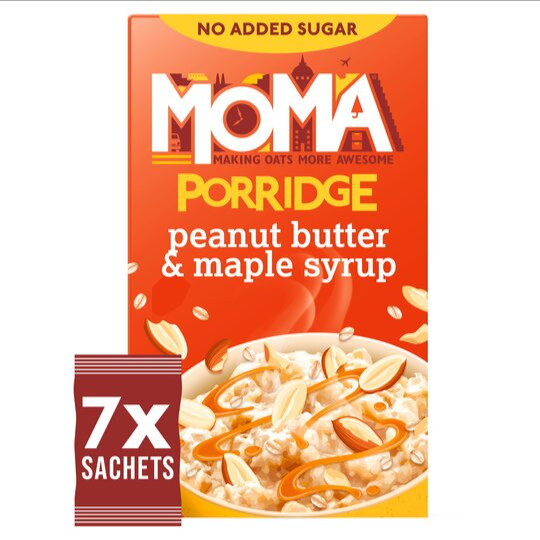 NO ADDED SUGAR
MOMA
MAKING OATS MORE AWESOME
PORRIDGE
peanut butter
& maple syrup
7x
SACHETS